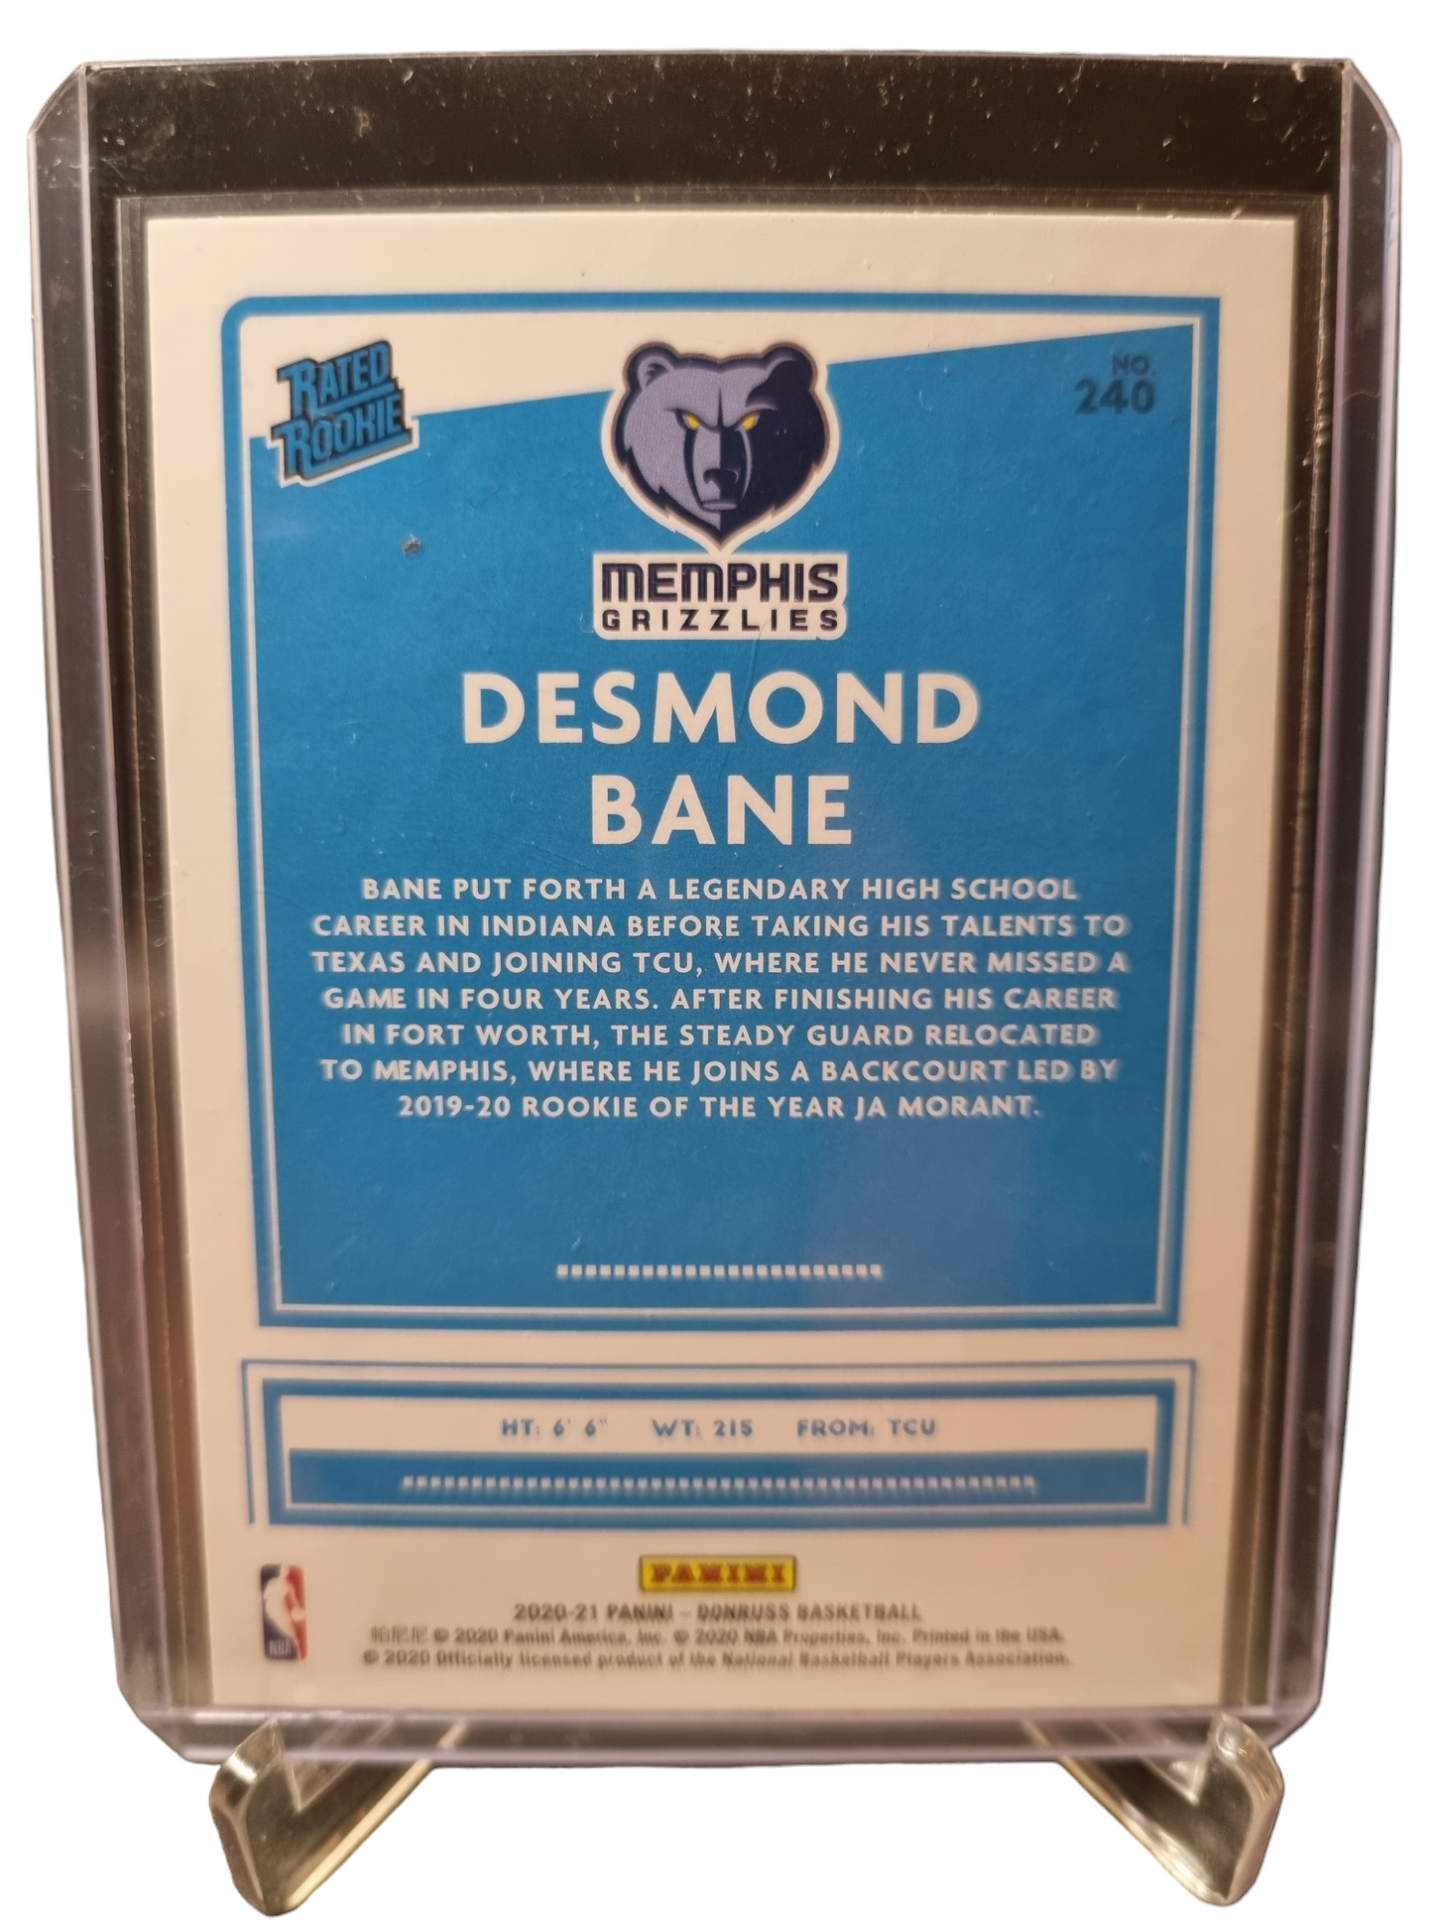 RATED
ROOKIE
NO.
240
MEMPHIS
GRIZZLIES
DESMOND
BANE
BANE PUT FORTH A LEGENDARY HIGH SCHOOL
CAREER IN INDIANA BEFORE TAKING HIS TALENTS TO
TEXAS AND JOINING TCU, WHERE HE NEVER MISSED A
GAME IN FOUR YEARS. AFTER FINISHING HIS CAREER
IN FORT WORTH, THE STEADY GUARD RELOCATED
TO MEMPHIS, WHERE HE JOINS A BACKCOURT LED BY
2019-20 ROOKIE OF THE YEAR JA MORANT.
HT: 6' 6" WT: 215 FROM: TCU
PANINI
2020-21 PANINI – DONRUSS BASKETBALL
© 2020 Panini America, Inc. © 2020 NBA Properties, Inc. Printed in the USA.
© 2020 Officially licensed product of the National Basketball Players Association.
NBA